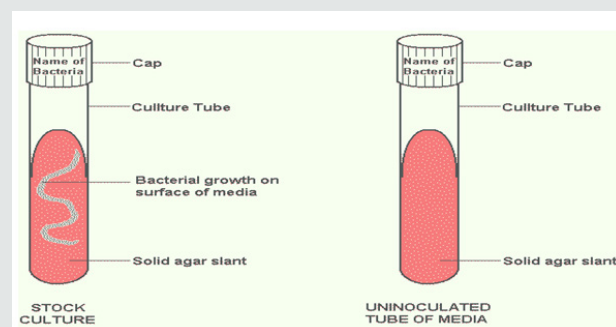 Name of
Bacteria
Cap
Cullture Tube
Bacterial growth on
surface of media
Solid agar slant
STOCK
CULTURE
Name of
Bacteria
Cap
Cullture Tube
Solid agar slant
UNINOCULATED
TUBE OF MEDIA